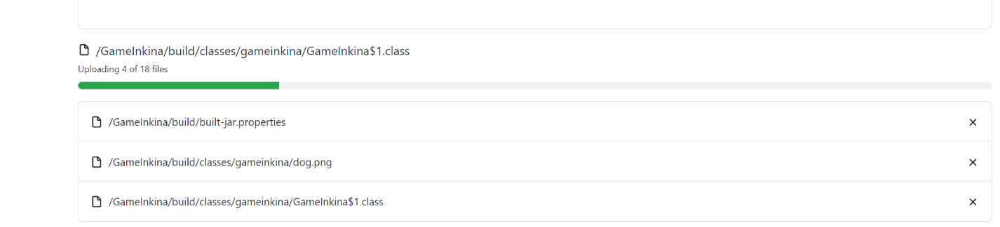 /GameInkina/build/classes/gameinkina/GameInkina$1.class
Uploading 4 of 18 files
/GameInkina/build/built-jar.properties
/GameInkina/build/classes/gameinkina/dog.png
/GameInkina/build/classes/gameinkina/GameInkina$1.class